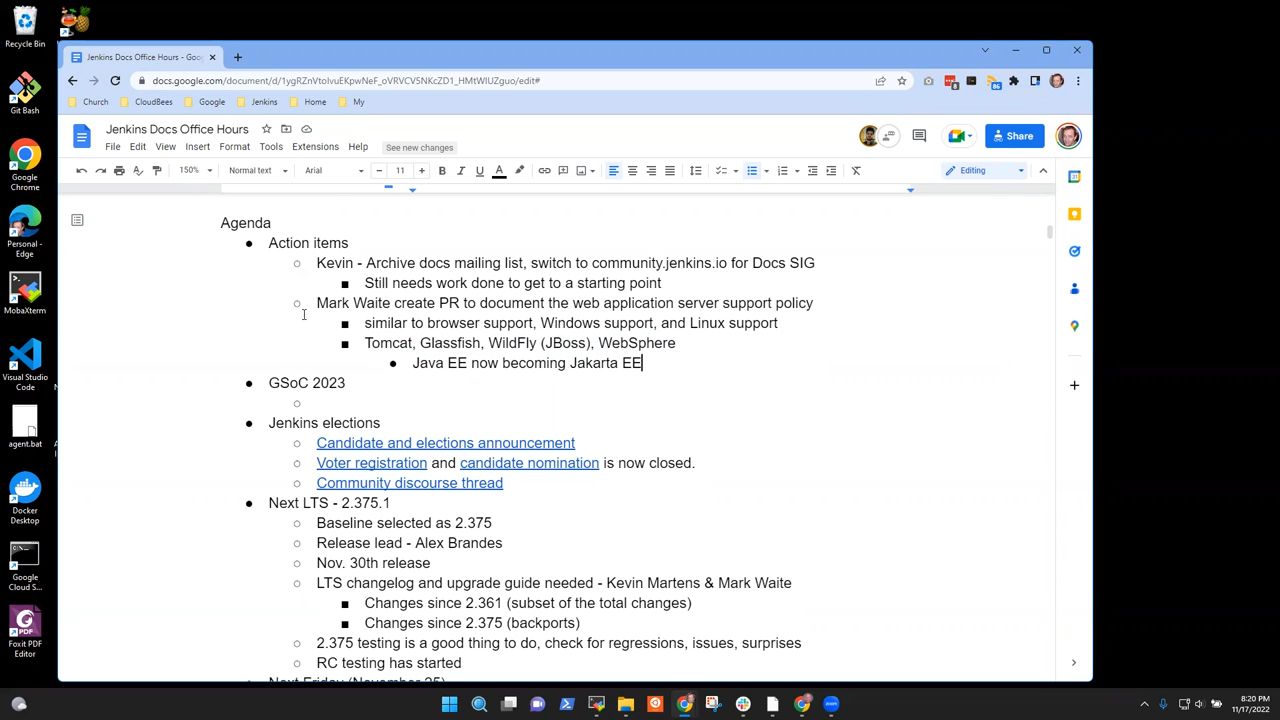 Recycle Bin
Git Bash
Google Chrome
Personal - Edge
MobaXterm
Visual Studio Code
agent.bat
Docker Desktop
Google Cloud S...
Foxit PDF Editor
Jenkins Docs Office Hours - Goo
docs.google.com/document/d/1ygRZnVtoIvuEKpwNeF_oVRVCV5NKcZD1_HMtWIUZguo/edit#
Church CloudBees Google Jenkins Home My
Jenkins Docs Office Hours
File Edit View Insert Format Tools Extensions Help See new changes
Share
150% Normal text Arial 11 Editing
Agenda
● Action items
○ Kevin - Archive docs mailing list, switch to community.jenkins.io for Docs SIG
■ Still needs work done to get to a starting point
○ Mark Waite create PR to document the web application server support policy
■ similar to browser support, Windows support, and Linux support
■ Tomcat, Glassfish, WildFly (JBoss), WebSphere
● Java EE now becoming Jakarta EE
● GSoC 2023
○
● Jenkins elections
○ Candidate and elections announcement
○ Voter registration and candidate nomination is now closed.
○ Community discourse thread
● Next LTS - 2.375.1
○ Baseline selected as 2.375
○ Release lead - Alex Brandes
○ Nov. 30th release
○ LTS changelog and upgrade guide needed - Kevin Martens & Mark Waite
■ Changes since 2.361 (subset of the total changes)
■ Changes since 2.375 (backports)
○ 2.375 testing is a good thing to do, check for regressions, issues, surprises
○ RC testing has started
● Next Friday (November 25)
8:20 PM
11/17/2022